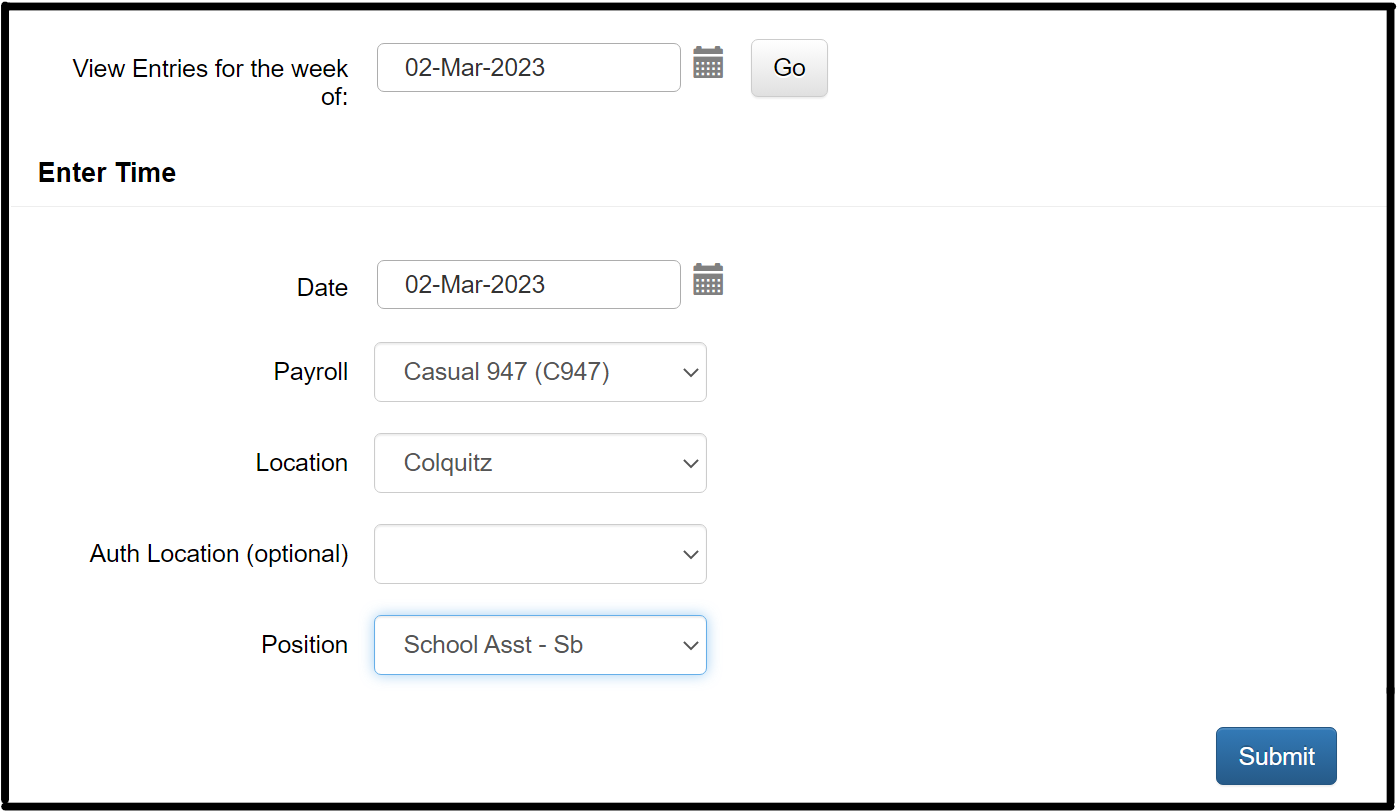 View Entries for the week
of:
02-Mar-2023
Go
Enter Time
Date
02-Mar-2023
Payroll
Casual 947 (C947)
Location
Colquitz
Auth Location (optional)
Position
School Asst - Sb
Submit